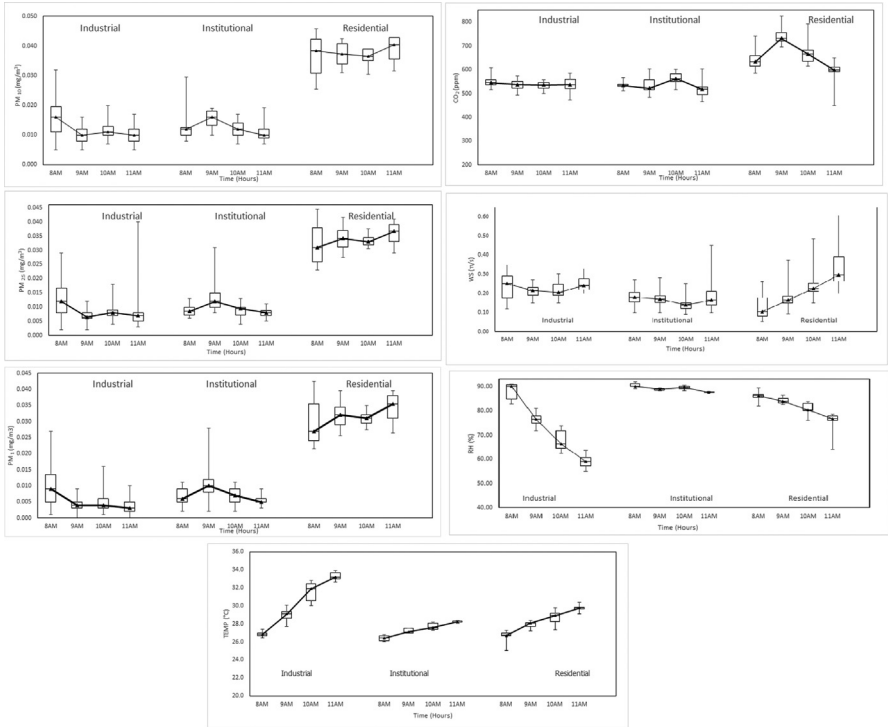 Industrial Institutional Residential
PM 10 (mg/m³)
0.050
0.040
0.030
0.020
0.010
0.000
8AM 9AM 10AM 11AM 8AM 9AM 10AM 11AM 8AM 9AM 10AM 11AM
Time (Hours)
Industrial Institutional Residential
CO2 (ppm)
800
700
600
500
400
300
200
8AM 9AM 10AM 11AM 8AM 9AM 10AM 11AM 8AM 9AM 10AM 11AM
Time (Hours)
Industrial Institutional Residential
PM 25 (mg/m³)
0.045
0.040
0.035
0.030
0.025
0.020
0.015
0.010
0.005
0.000
8AM 9AM 10AM 11AM 8AM 9AM 10AM 11AM 8AM 9AM 10AM 11AM
Time (Hours)
0.60
0.50
0.40
0.30
0.20
0.10
0.00
Industrial Institutional Residential
8AM 9AM 10AM 11AM 8AM 9AM 10AM 11AM 8AM 9AM 10AM 11AM
Time (Hours)
Industrial Institutional Residential
PM 1 (mg/m3)
0.045
0.040
0.035
0.030
0.025
0.020
0.015
0.010
0.005
0.000
8AM 9AM 10AM 11AM 8AM 9AM 10AM 11AM 8AM 9AM 10AM 11AM
Time (Hours)
RH (%)
90.00
80.00
70.00
60.00
50.00
40.00
Industrial Institutional Residential
8AM 9AM 10AM 11AM 8AM 9AM 10AM 11AM 8AM 9AM 10AM 11AM
Time (Hours)
TEMP (°C)
36.0
34.0
32.0
30.0
28.0
26.0
24.0
22.0
20.0
Industrial Institutional Residential
8AM 9AM 10AM 11AM 8AM 9AM 10AM 11AM 8AM 9AM 10AM 11AM
Time (Hours)